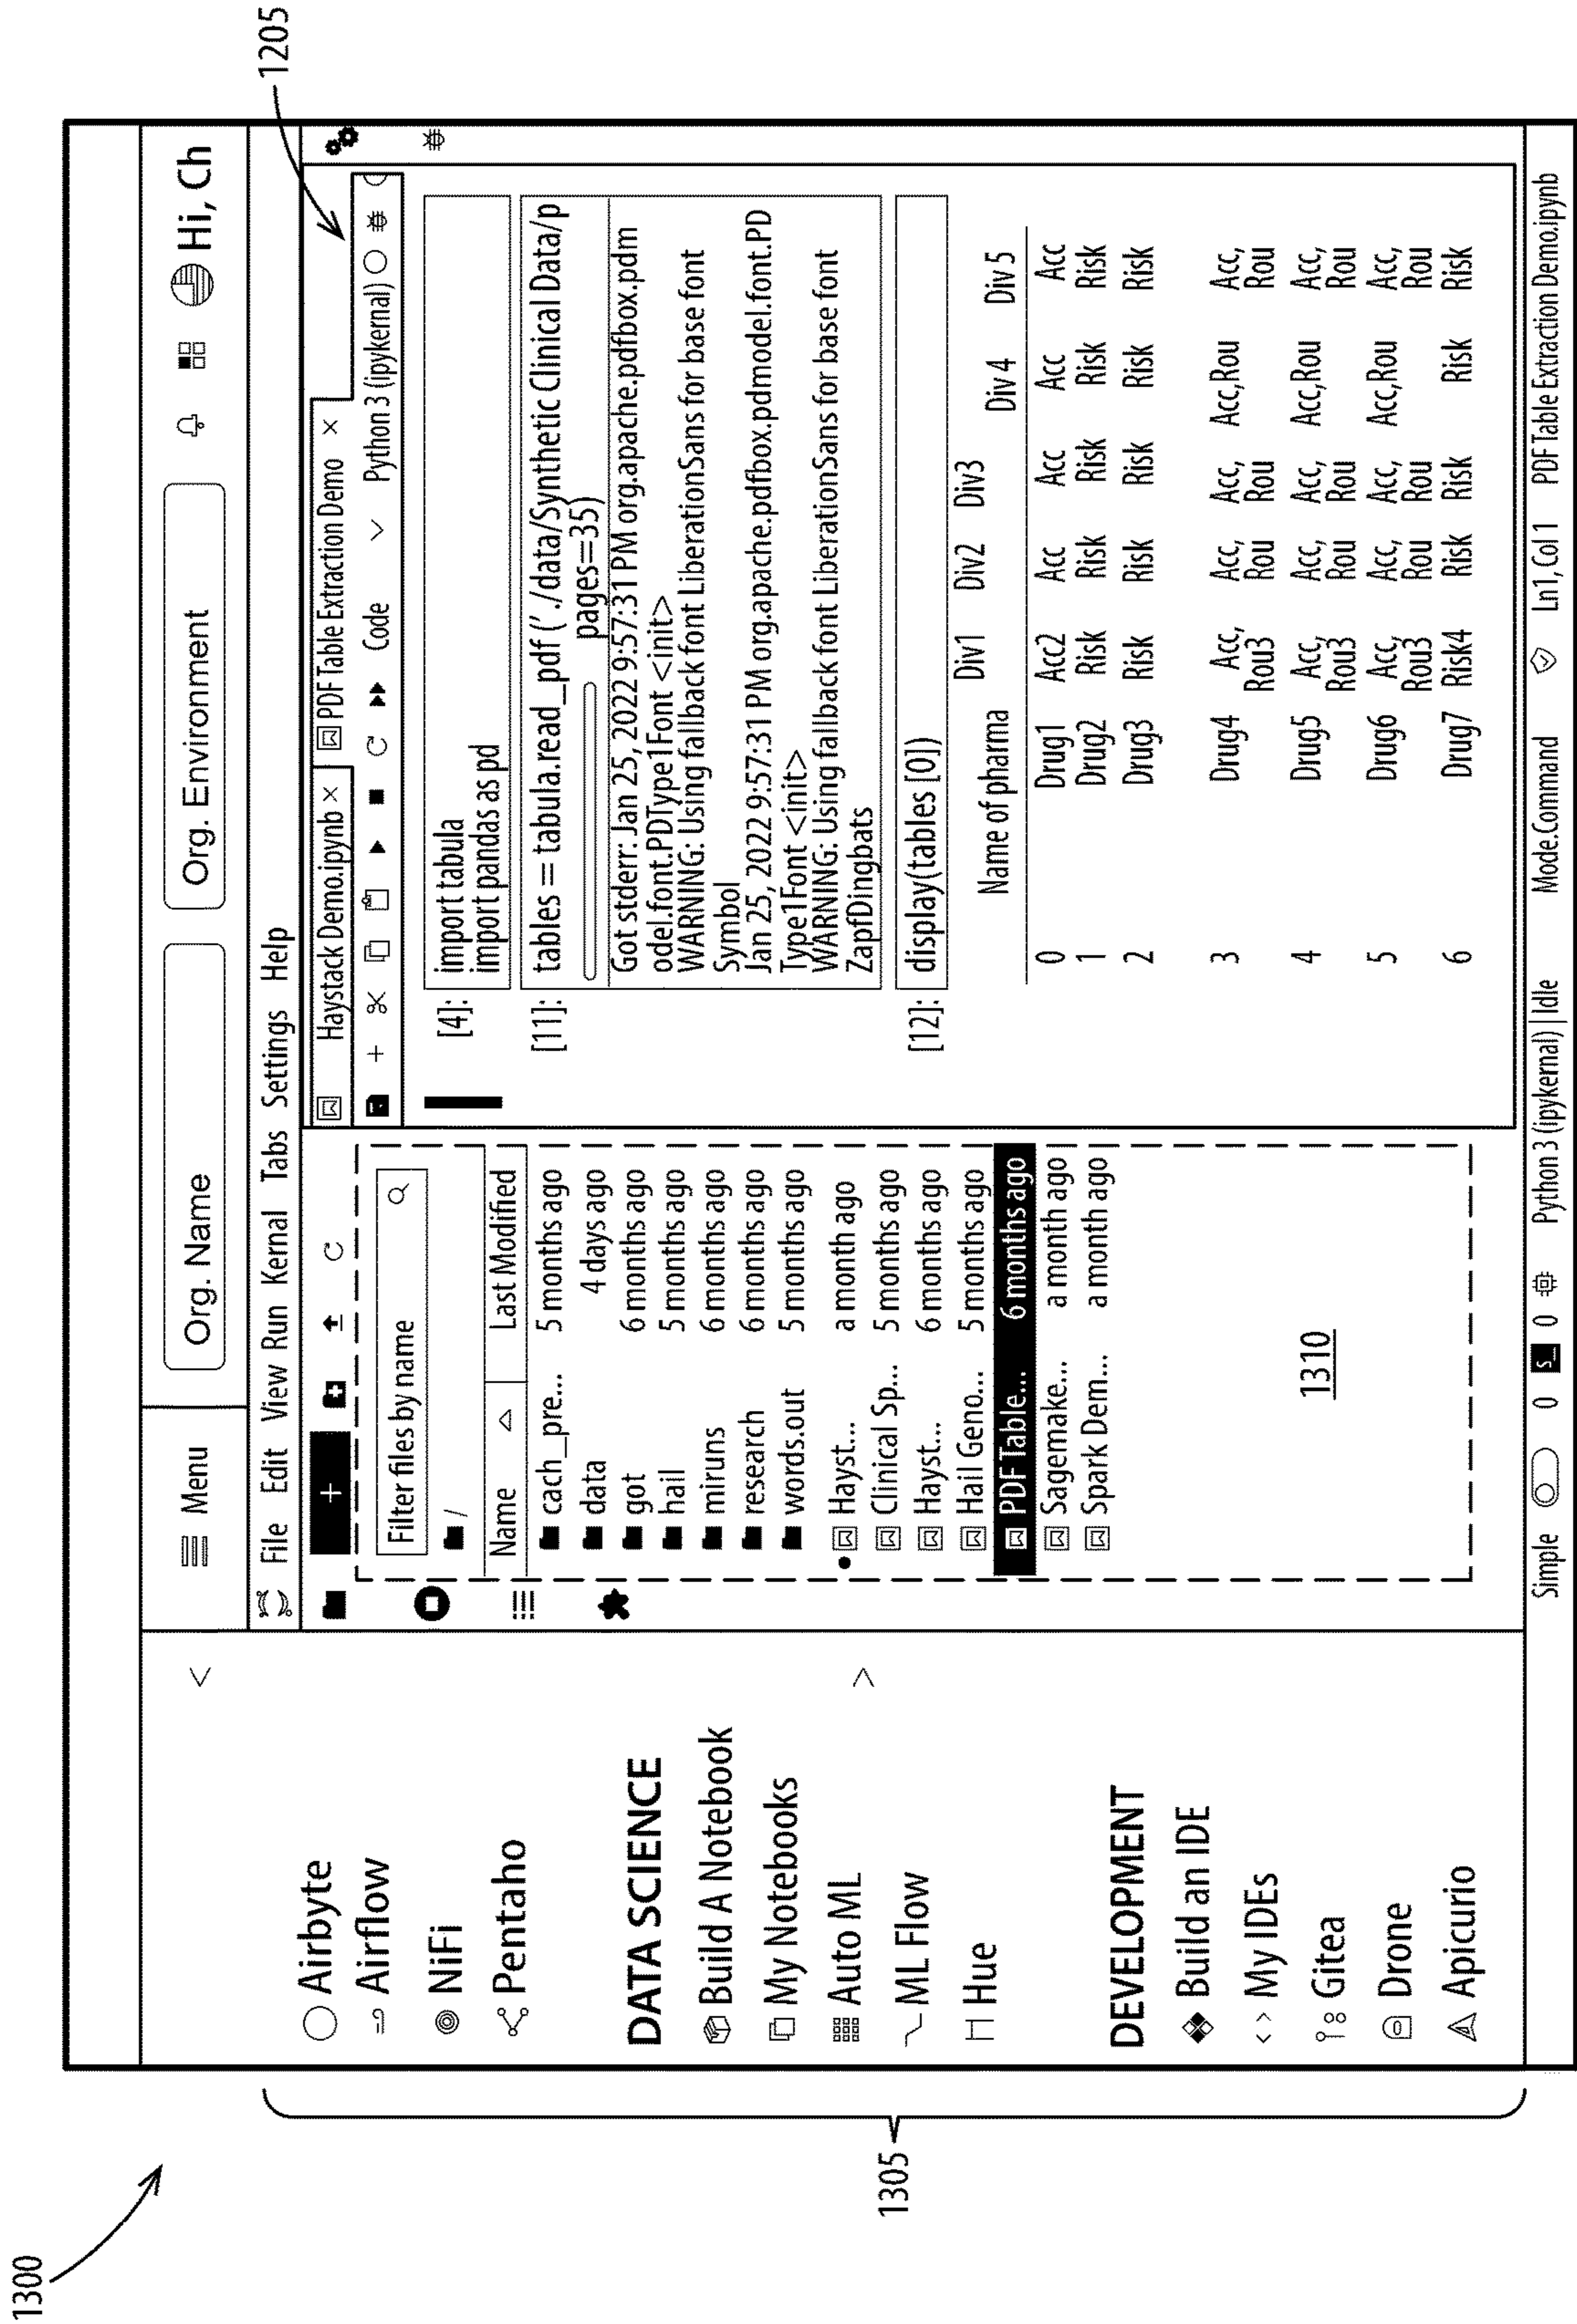 1300
1205
Org. Name
Org. Environment
Hi, Ch
Menu
File Edit View Run Kernal Tabs Settings Help
Airbyte
Airflow
NiFi
Pentaho
DATA SCIENCE
Build A Notebook
My Notebooks
Auto ML
ML Flow
Hue
DEVELOPMENT
Build an IDE
My IDEs
Gitea
Drone
Apicurio
1305
+
Filter files by name
/
Name Last Modified
cach_pre... 5 months ago
data 4 days ago
got 6 months ago
hail 5 months ago
miruns 6 months ago
research 6 months ago
words.out 5 months ago
Hayst... a month ago
Clinical Sp... 5 months ago
Hayst... 6 months ago
Hail Geno... 5 months ago
PDF Table... 6 months ago
Sagemake... a month ago
Spark Dem... a month ago
1310
Haystack Demo.ipynb × PDF Table Extraction Demo ×
+ Code Python 3 (ipykernal)
[4]: import tabula
import pandas as pd
[11]: tables = tabula.read_pdf ('./data/Synthetic Clinical Data/p
pages=35)
Got stderr: Jan 25, 2022 9:57:31 PM org.apache.pdfbox.pdm
odel.font.PDType1Font <init>
WARNING: Using fallback font LiberationSans for base font
Symbol
Jan 25, 2022 9:57:31 PM org.apache.pdfbox.pdmodel.font.PD
Type1Font <init>
WARNING: Using fallback font LiberationSans for base font
ZapfDingbats
[12]: display(tables [0])
Name of pharma Div1 Div2 Div3 Div 4 Div 5
0 Drug1 Acc2 Acc Acc Acc Acc
1 Drug2 Risk Risk Risk Risk Risk
2 Drug3 Risk Risk Risk Risk Risk
3 Drug4 Acc, Acc, Acc, Acc,Rou Acc,
Rou3 Rou Rou Rou
4 Drug5 Acc, Acc, Acc, Acc,Rou Acc,
Rou3 Rou Rou Rou
5 Drug6 Acc, Acc, Acc, Acc,Rou Acc,
Rou3 Rou Rou Rou
6 Drug7 Risk4 Risk Risk Risk Risk
Simple 0 s_ 0 Python 3 (ipykernal) | Idle Mode.Command Ln1, Col 1 PDF Table Extraction Demo.ipynb